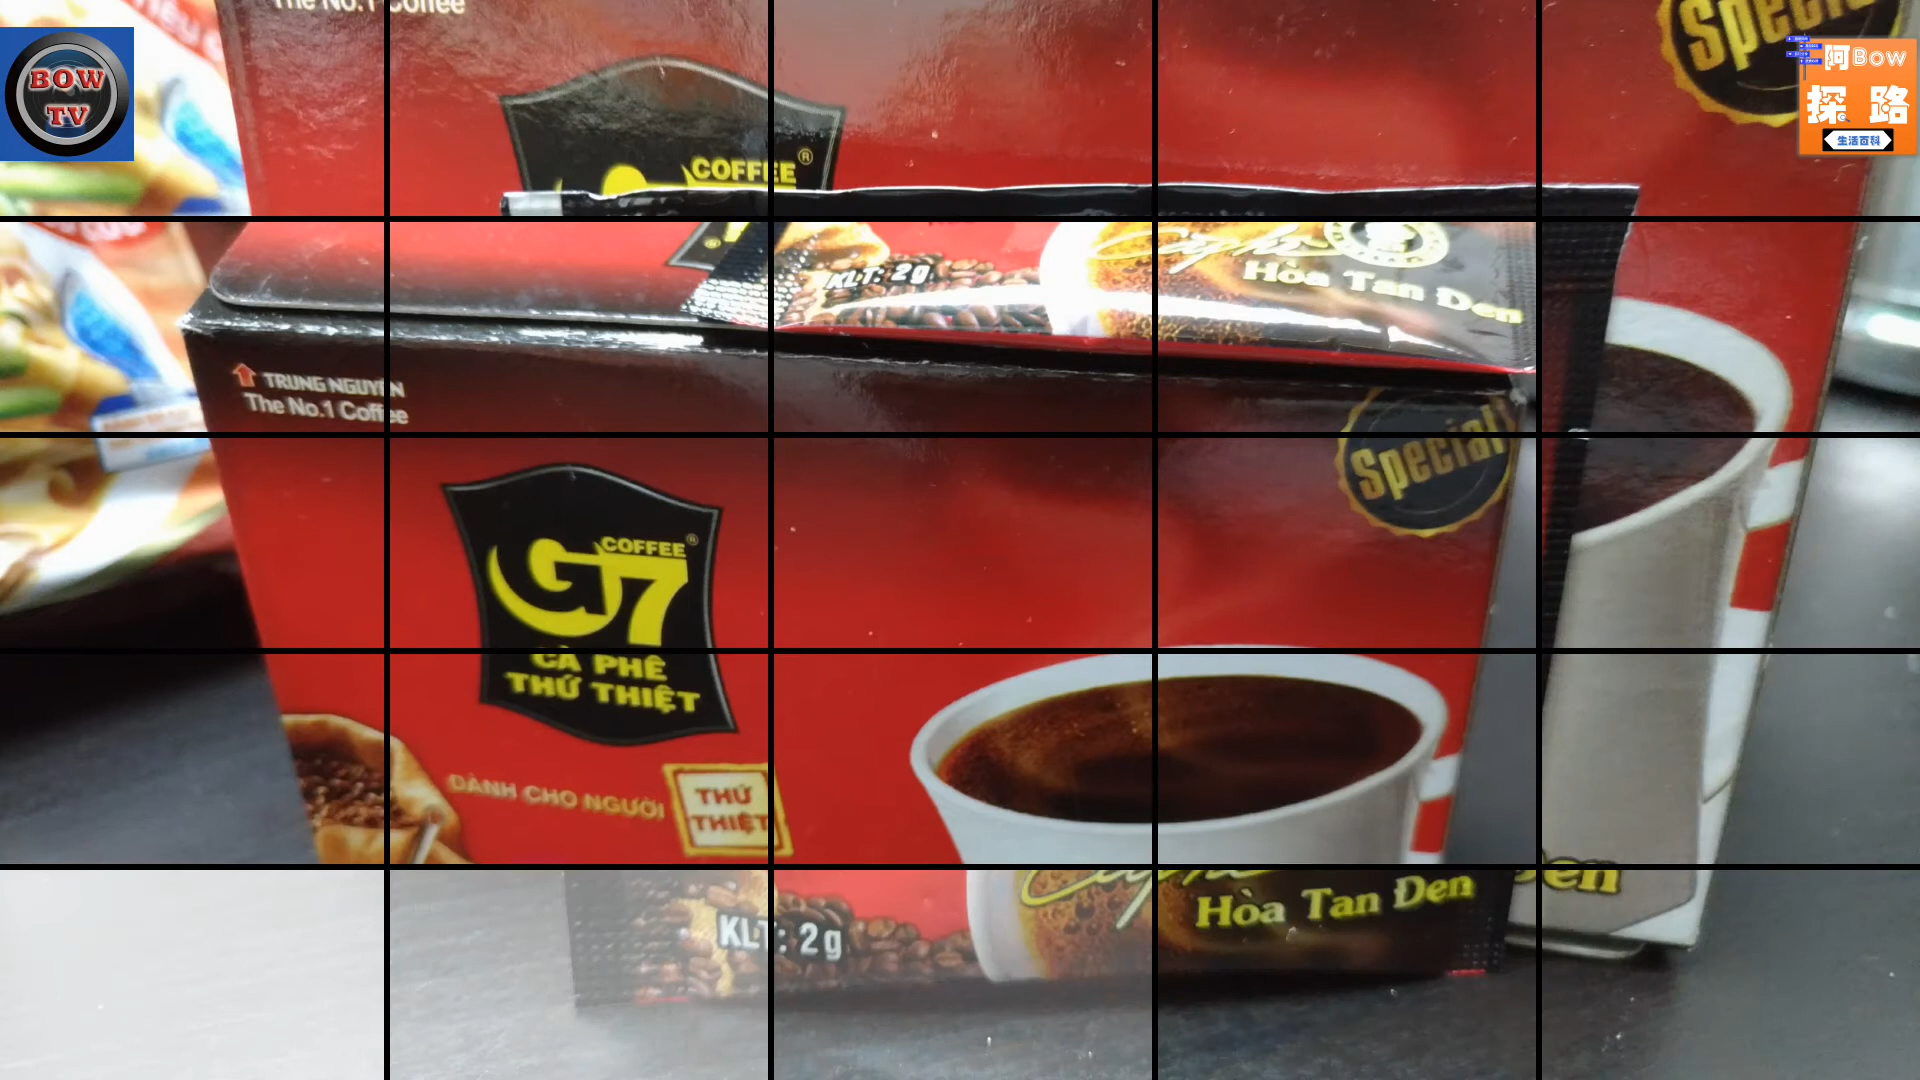 The No.1 Coffee
Special
BOW
TV
阿Bow
探路
生活百科
COFFEE®
KLT: 2g
Hòa Tan Đen
TRUNG NGUYÊN
The No.1 Coffee
Special
COFFEE®
G7
CÀ PHÊ
THỨ THIỆT
DÀNH CHO NGƯỜI
THỨ
THIỆT
KLT: 2g
Hòa Tan Đen